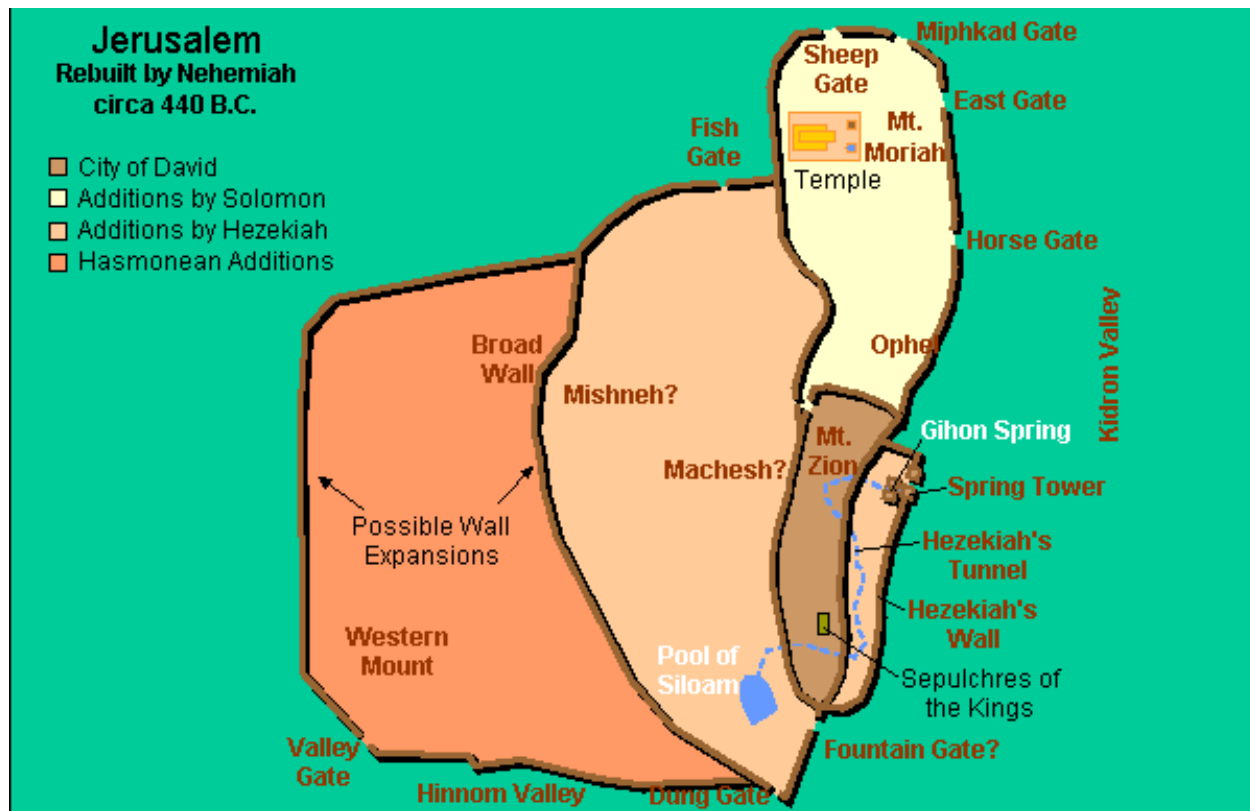 Jerusalem
Rebuilt by Nehemiah
circa 440 B.C.
City of David
Additions by Solomon
Additions by Hezekiah
Hasmonean Additions
Miphkad Gate
Sheep
Gate
East Gate
Fish
Gate
Mt.
Moriah
Temple
Horse Gate
Kidron Valley
Ophel
Broad
Wall
Mishneh?
Mt.
Zion
Gihon Spring
Machesh?
Spring Tower
Possible Wall
Expansions
Hezekiah's
Tunnel
Hezekiah's
Wall
Western
Mount
Pool of
Siloam
Sepulchres of
the Kings
Valley
Gate
Fountain Gate?
Hinnom Valley
Dung Gate